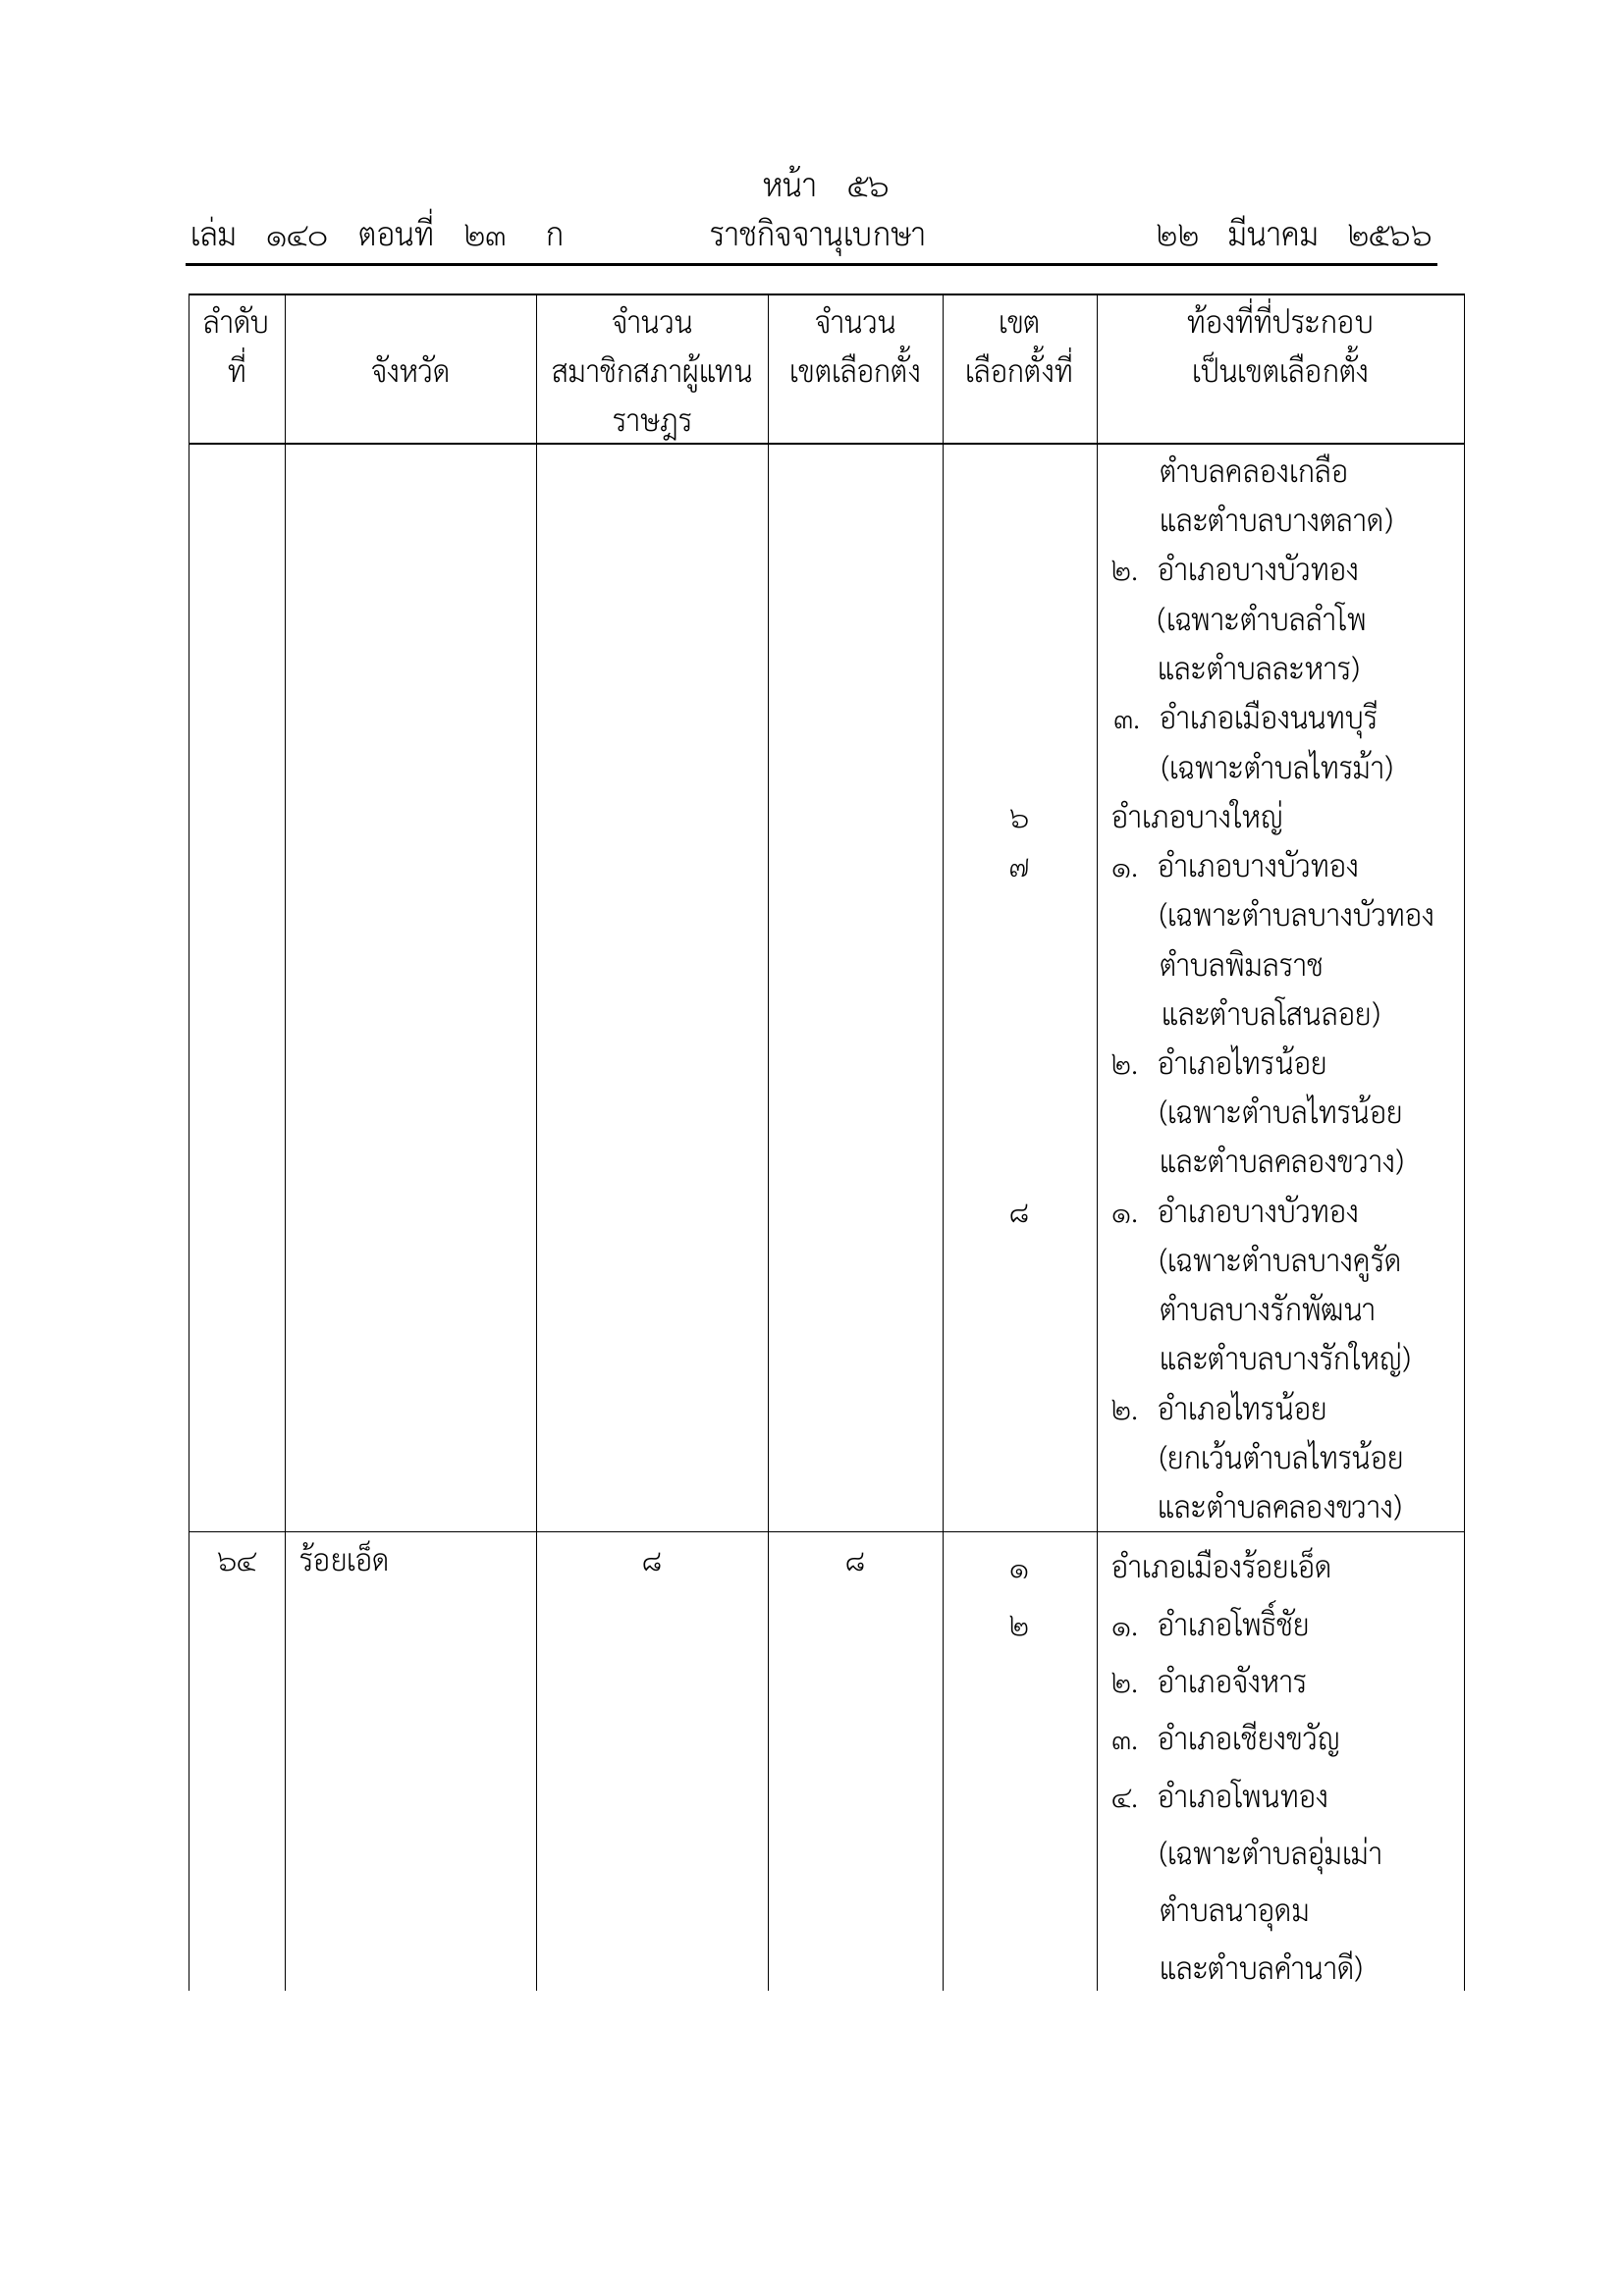 หน้า ๕๖
เล่ม ๑๔๐ ตอนที่ ๒๓ ก ราชกิจจานุเบกษา ๒๒ มีนาคม ๒๕๖๖
ลำดับ จำนวน จำนวน เขต ท้องที่ที่ประกอบ
ที่ จังหวัด สมาชิกสภาผู้แทน เขตเลือกตั้ง เลือกตั้งที่ เป็นเขตเลือกตั้ง
ราษฎร
ตำบลคลองเกลือ
และตำบลบางตลาด)
๒. อำเภอบางบัวทอง
(เฉพาะตำบลลำโพ
และตำบลละหาร)
๓. อำเภอเมืองนนทบุรี
(เฉพาะตำบลไทรม้า)
๖ อำเภอบางใหญ่
๗ ๑. อำเภอบางบัวทอง
(เฉพาะตำบลบางบัวทอง
ตำบลพิมลราช
และตำบลโสนลอย)
๒. อำเภอไทรน้อย
(เฉพาะตำบลไทรน้อย
และตำบลคลองขวาง)
๘ ๑. อำเภอบางบัวทอง
(เฉพาะตำบลบางคูรัด
ตำบลบางรักพัฒนา
และตำบลบางรักใหญ่)
๒. อำเภอไทรน้อย
(ยกเว้นตำบลไทรน้อย
และตำบลคลองขวาง)
๖๔ ร้อยเอ็ด ๘ ๘ ๑ อำเภอเมืองร้อยเอ็ด
๒ ๑. อำเภอโพธิ์ชัย
๒. อำเภอจังหาร
๓. อำเภอเชียงขวัญ
๔. อำเภอโพนทอง
(เฉพาะตำบลอุ่มเม่า
ตำบลนาอุดม
และตำบลคำนาดี)